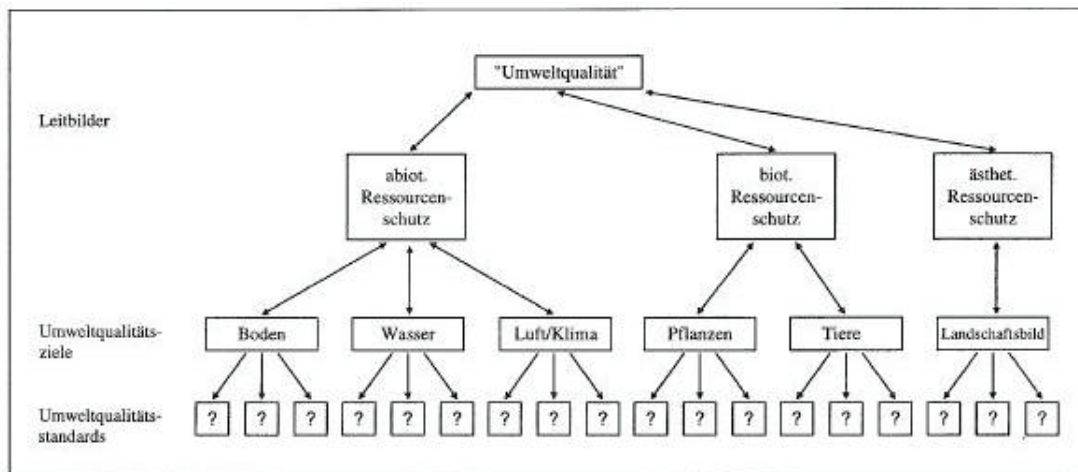 "Umweltqualität"
Leitbilder
abiot.
Ressourcen-
schutz
biot.
Ressourcen-
schutz
ästhet.
Ressourcen-
schutz
Umweltqualitäts-
ziele
Boden
Wasser
Luft/Klima
Pflanzen
Tiere
Landschaftsbild
Umweltqualitäts-
standards
? ? ? ? ? ? ? ? ? ? ? ? ? ? ? ? ? ?